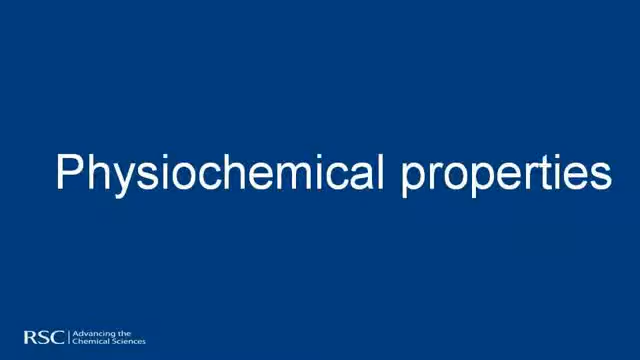 Physiochemical properties
RSC | Advancing the
Chemical Sciences